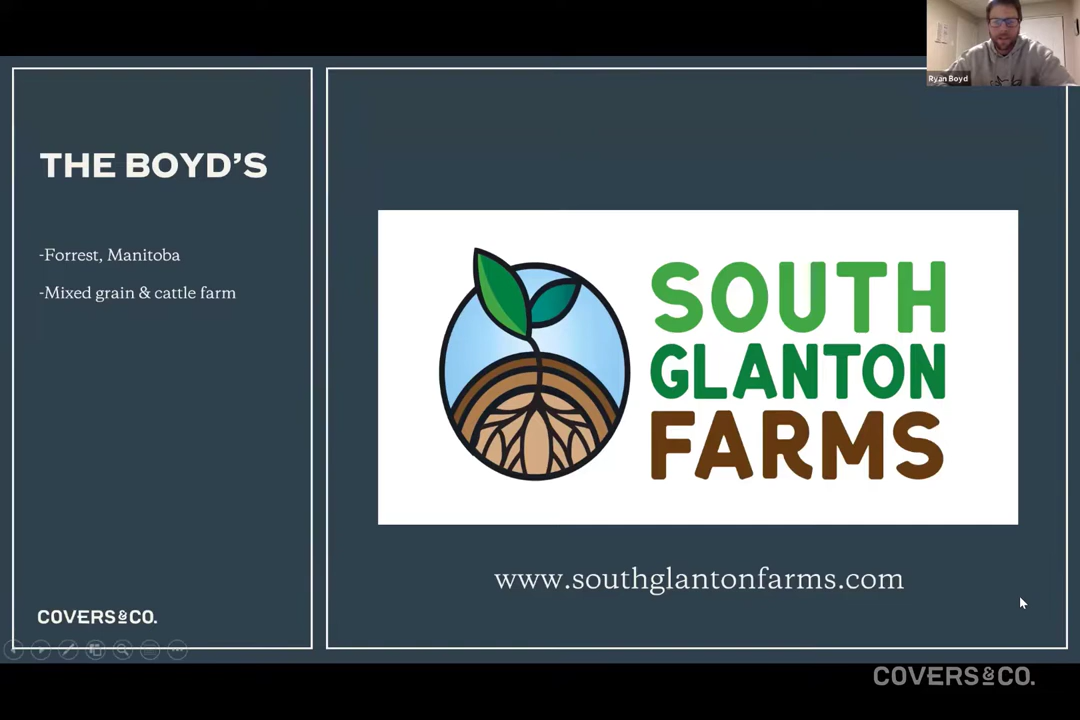 Ryan Boyd
THE BOYD'S
-Forrest, Manitoba
-Mixed grain & cattle farm
SOUTH
GLANTON
FARMS
www.southglantonfarms.com
COVERS&CO.
COVERS&CO.